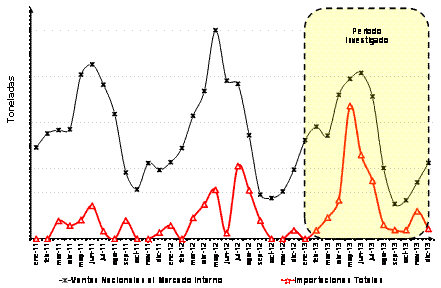 Período
Investigado
Toneladas
ene-11
feb-11
mar-11
abr-11
may-11
jun-11
jul-11
ago-11
sep-11
oct-11
nov-11
dic-11
ene-12
feb-12
mar-12
abr-12
may-12
jun-12
jul-12
ago-12
sep-12
oct-12
nov-12
dic-12
ene-13
feb-13
mar-13
abr-13
may-13
jun-13
jul-13
ago-13
sep-13
oct-13
nov-13
dic-13
Ventas Nacionales al Mercado Interno
Importaciones Totales